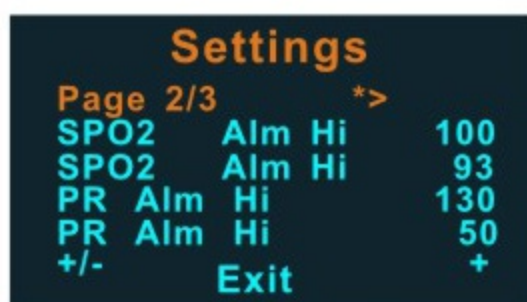 Settings
Page 2/3 *>
SPO2 Alm Hi 100
SPO2 Alm Hi 93
PR Alm Hi 130
PR Alm Hi 50
+/- +
Exit